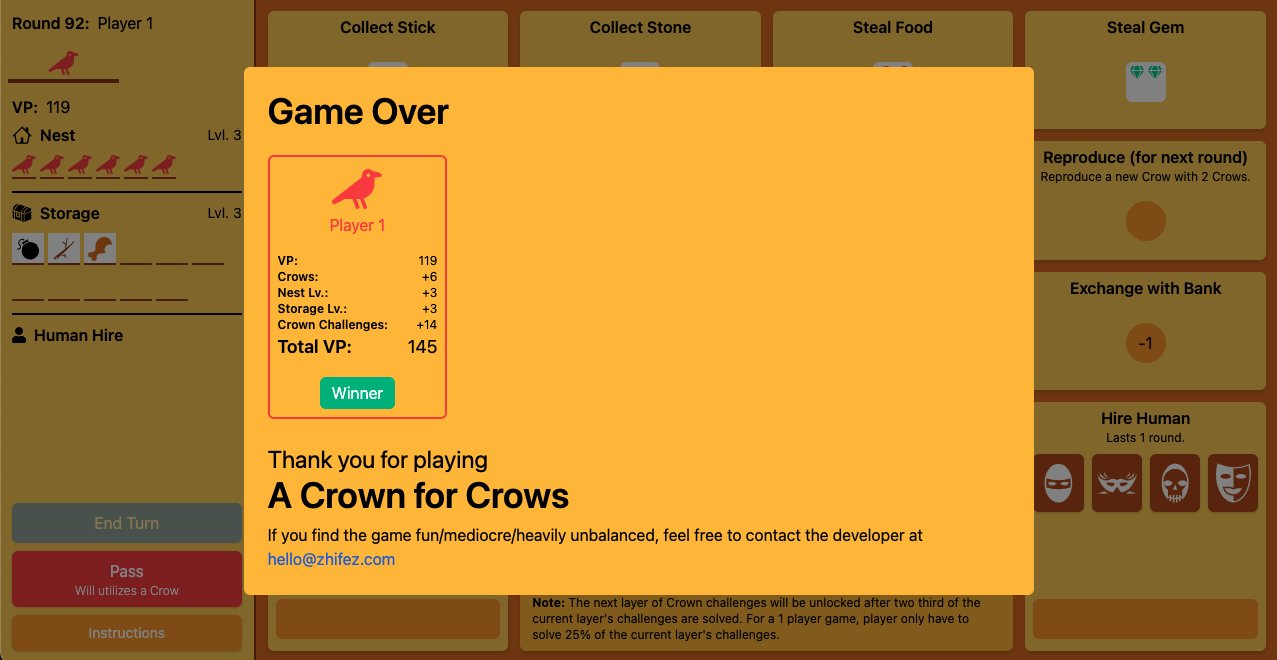 Round 92: Player 1
VP: 119
Nest Lvl. 3
Storage Lvl. 3
Human Hire
End Turn
Pass
Will utilizes a Crow
Instructions
Collect Stick
Collect Stone
Steal Food
Steal Gem
Reproduce (for next round)
Reproduce a new Crow with 2 Crows.
Exchange with Bank
-1
Hire Human
Lasts 1 round.
Game Over
Player 1
VP: 119
Crows: +6
Nest Lv.: +3
Storage Lv.: +3
Crown Challenges: +14
Total VP: 145
Winner
Thank you for playing
A Crown for Crows
If you find the game fun/mediocre/heavily unbalanced, feel free to contact the developer at
hello@zhifez.com
Note: The next layer of Crown challenges will be unlocked after two third of the
current layer's challenges are solved. For a 1 player game, player only have to
solve 25% of the current layer's challenges.